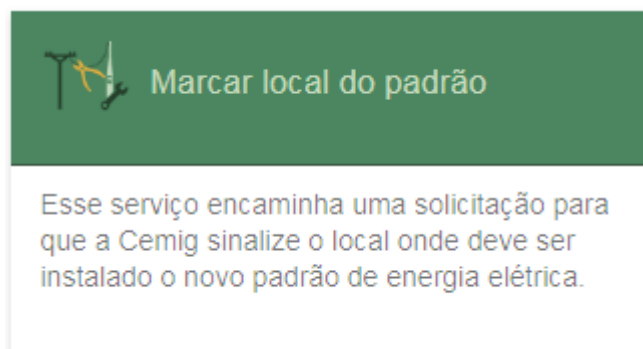 Marcar local do padrão
Esse serviço encaminha uma solicitação para
que a Cemig sinalize o local onde deve ser
instalado o novo padrão de energia elétrica.